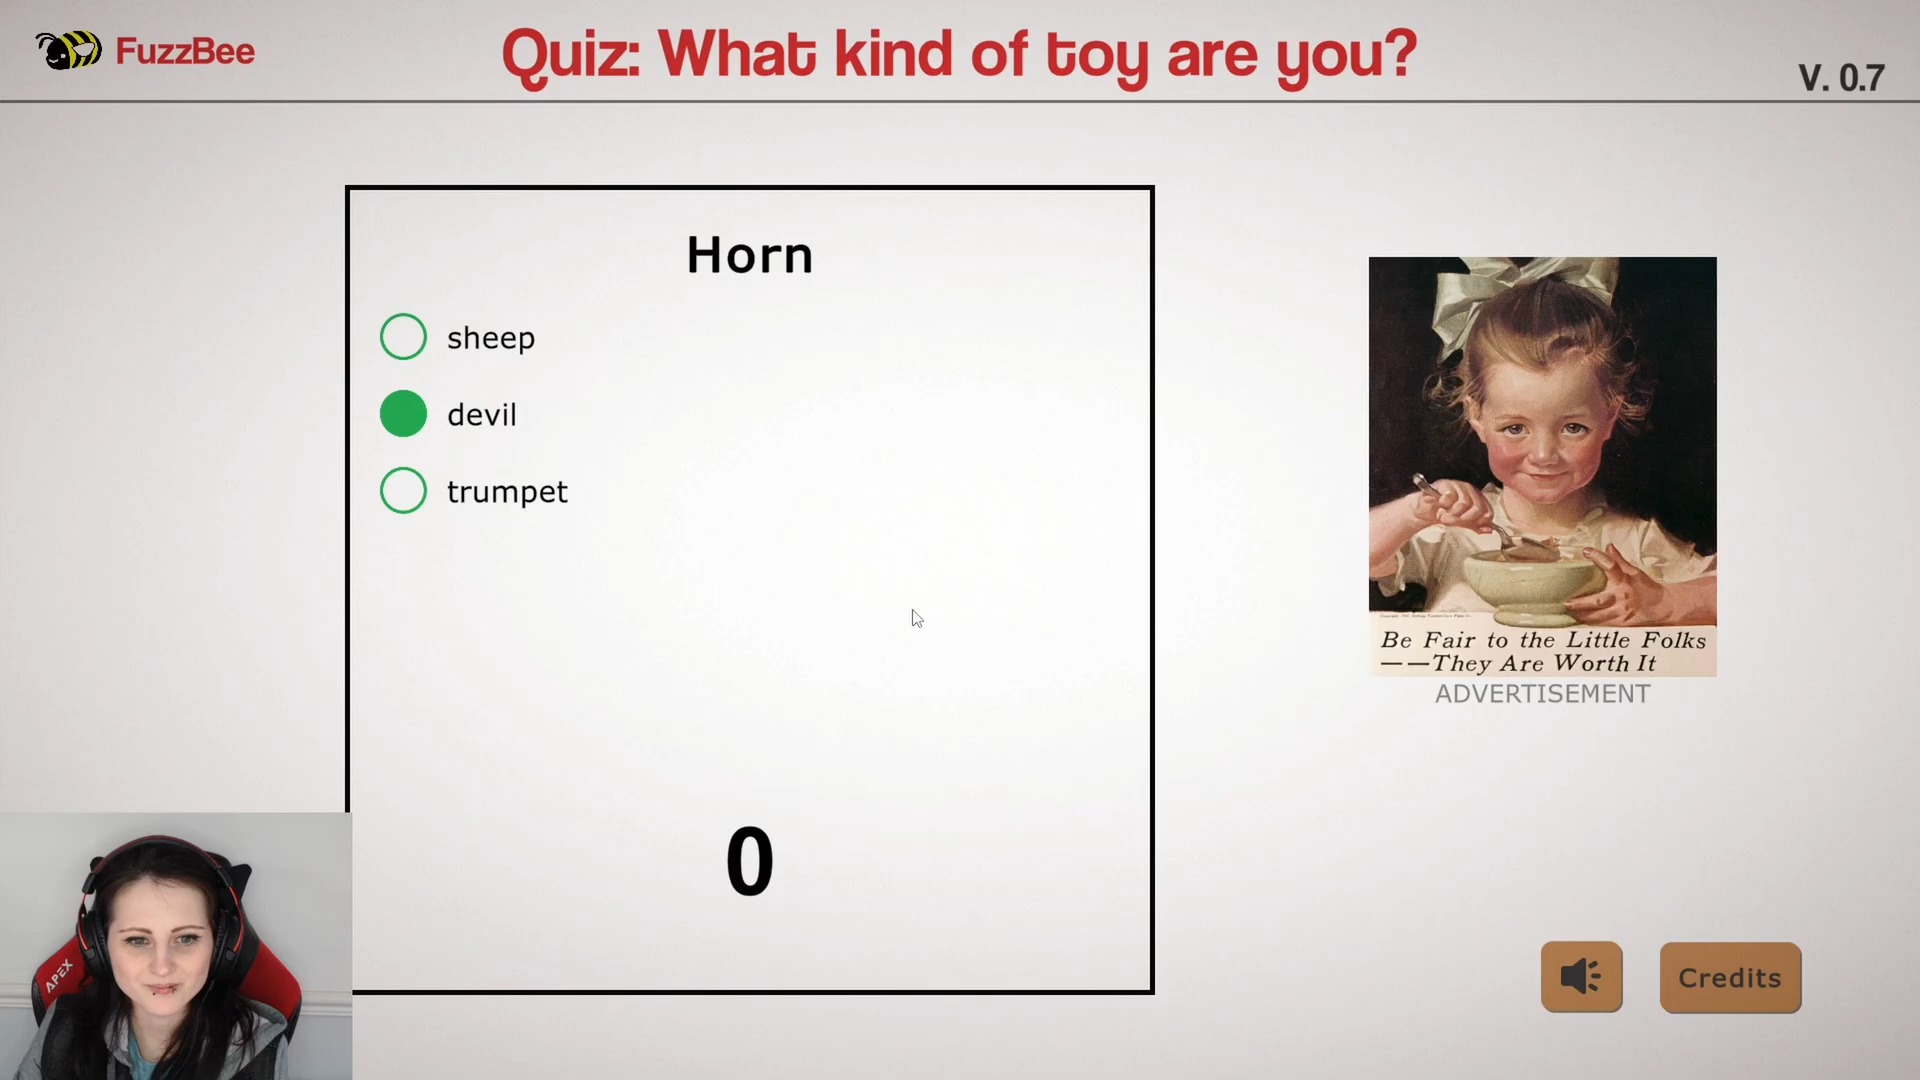 FuzzBee
Quiz: What kind of toy are you?
V. 0.7
Horn
sheep
devil
trumpet
0
Be Fair to the Little Folks
——They Are Worth It
ADVERTISEMENT
APEX
Credits